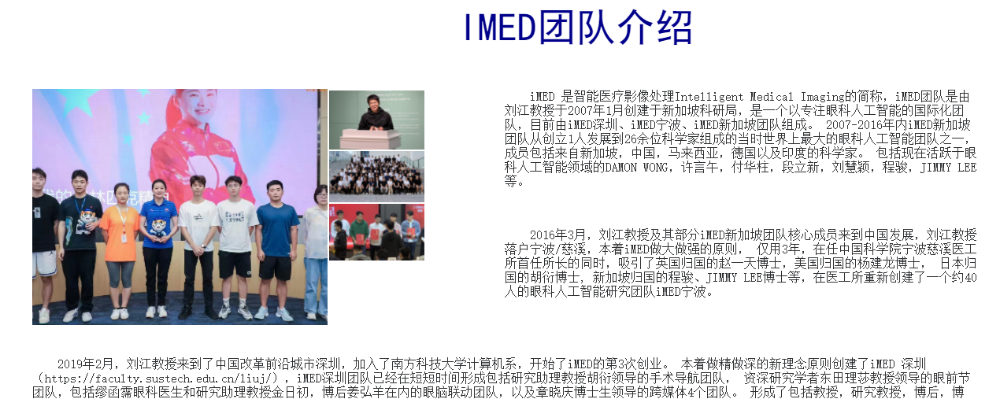 IMED团队介绍
iMED 是智能医疗影像处理Intelligent Medical Imaging的简称，iMED团队是由
刘江教授于2007年1月创建于新加坡科研局，是一个以专注眼科人工智能的国际化团
队，目前由iMED深圳、iMED宁波、iMED新加坡团队组成。 2007-2016年内iMED新加坡
团队从创立1人发展到26余位科学家组成的当时世界上最大的眼科人工智能团队之一，
成员包括来自新加坡，中国，马来西亚，德国以及印度的科学家。 包括现在活跃于眼
科人工智能领域的DAMON WONG，许言午，付华柱，段立新，刘慧颖，程骏，JIMMY LEE
等。
林匹克精神
2016年3月，刘江教授及其部分iMED新加坡团队核心成员来到中国发展，刘江教授
落户宁波/慈溪，本着iMED做大做强的原则， 仅用3年，在任中国科学院宁波慈溪医工
所首任所长的同时，吸引了英国归国的赵一天博士，美国归国的杨建龙博士， 日本归
国的胡衍博士, 新加坡归国的程骏、JIMMY LEE博士等，在医工所重新创建了一个约40
人的眼科人工智能研究团队iMED宁波。
2019年2月，刘江教授来到了中国改革前沿城市深圳，加入了南方科技大学计算机系，开始了iMED的第3次创业。 本着做精做深的新理念原则创建了iMED 深圳
（https://faculty.sustech.edu.cn/liuj/），iMED深圳团队已经在短短时间形成包括研究助理教授胡衍领导的手术导航团队， 资深研究学者东田理莎教授领导的眼前节
团队，包括缪函霈眼科医生和研究助理教授金日初，博后姜弘羊在内的眼脑联动团队，以及章晓庆博士生领导的跨媒体4个团队。 形成了包括教授，研究教授，博后，博